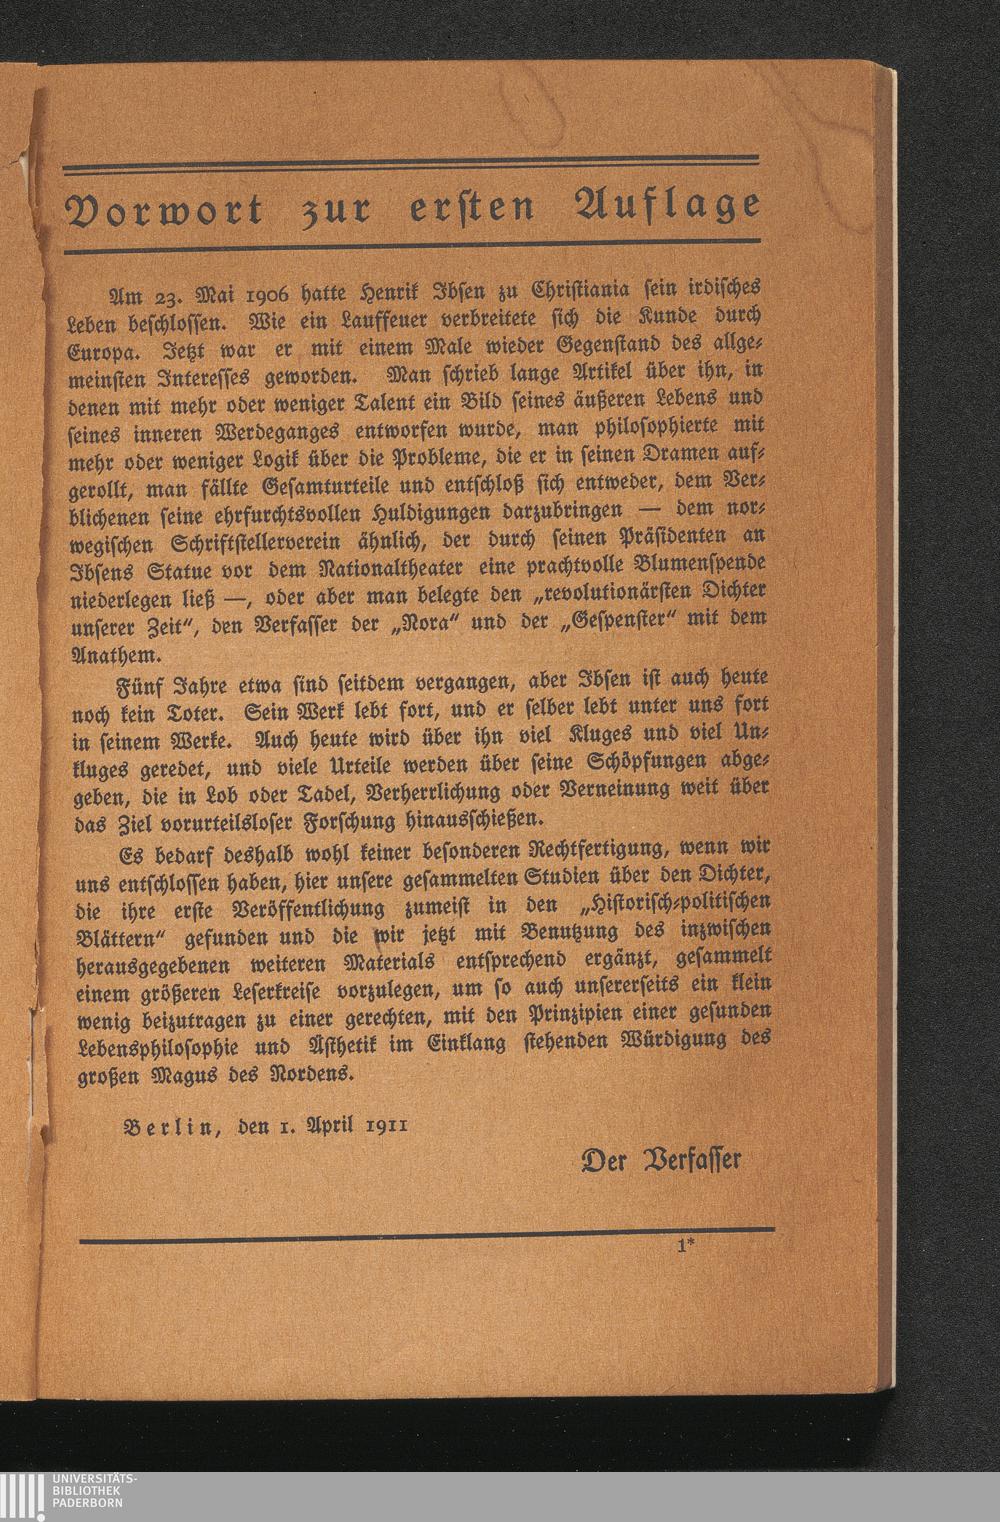 Vorwort zur ersten Auflage
Am 23. Mai 1906 hatte Henrik Ibsen zu Christiania sein irdisches
Leben beschlossen. Wie ein Lauffeuer verbreitete sich die Kunde durch
Europa. Jetzt war er mit einem Male wieder Gegenstand des allge-
meinsten Interesses geworden. Man schrieb lange Artikel über ihn, in
denen mit mehr oder weniger Talent ein Bild seines äußeren Lebens und
seines inneren Werdeganges entworfen wurde, man philosophierte mit
mehr oder weniger Logik über die Probleme, die er in seinen Dramen auf-
gerollt, man fällte Gesamturteile und entschloß sich entweder, dem Ver-
blichenen seine ehrfurchtsvollen Huldigungen darzubringen — dem nor-
wegischen Schriftstellerverein ähnlich, der durch seinen Präsidenten an
Ibsens Statue vor dem Nationaltheater eine prachtvolle Blumenspende
niederlegen ließ —, oder aber man belegte den „revolutionärsten Dichter
unserer Zeit“, den Verfasser der „Nora“ und der „Gespenster“ mit dem
Anathem.
Fünf Jahre etwa sind seitdem vergangen, aber Ibsen ist auch heute
noch kein Toter. Sein Werk lebt fort, und er selber lebt unter uns fort
in seinem Werke. Auch heute wird über ihn viel Kluges und viel Un-
kluges geredet, und viele Urteile werden über seine Schöpfungen abge-
geben, die in Lob oder Tadel, Verherrlichung oder Verneinung weit über
das Ziel vorurteilsloser Forschung hinausschießen.
Es bedarf deshalb wohl keiner besonderen Rechtfertigung, wenn wir
uns entschlossen haben, hier unsere gesammelten Studien über den Dichter,
die ihre erste Veröffentlichung zumeist in den „Historisch-politischen
Blättern“ gefunden und die wir jetzt mit Benutzung des inzwischen
herausgegebenen weiteren Materials entsprechend ergänzt, gesammelt
einem größeren Leserkreise vorzulegen, um so auch unsererseits ein klein
wenig beizutragen zu einer gerechten, mit den Prinzipien einer gesunden
Lebensphilosophie und Ästhetik im Einklang stehenden Würdigung des
großen Magus des Nordens.
Berlin, den 1. April 1911
Der Verfasser
1*
UNIVERSITÄTS-
BIBLIOTHEK
PADERBORN